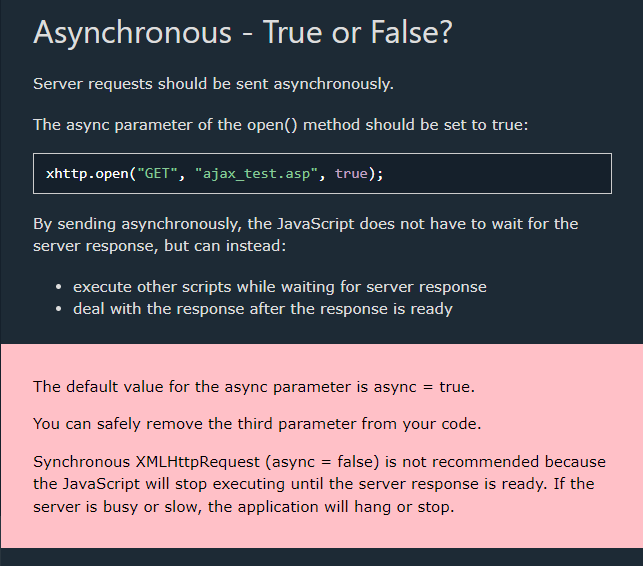 Asynchronous - True or False?
Server requests should be sent asynchronously.
The async parameter of the open() method should be set to true:
xhttp.open("GET", "ajax_test.asp", true);
By sending asynchronously, the JavaScript does not have to wait for the
server response, but can instead:
• execute other scripts while waiting for server response
• deal with the response after the response is ready
The default value for the async parameter is async = true.
You can safely remove the third parameter from your code.
Synchronous XMLHttpRequest (async = false) is not recommended because
the JavaScript will stop executing until the server response is ready. If the
server is busy or slow, the application will hang or stop.